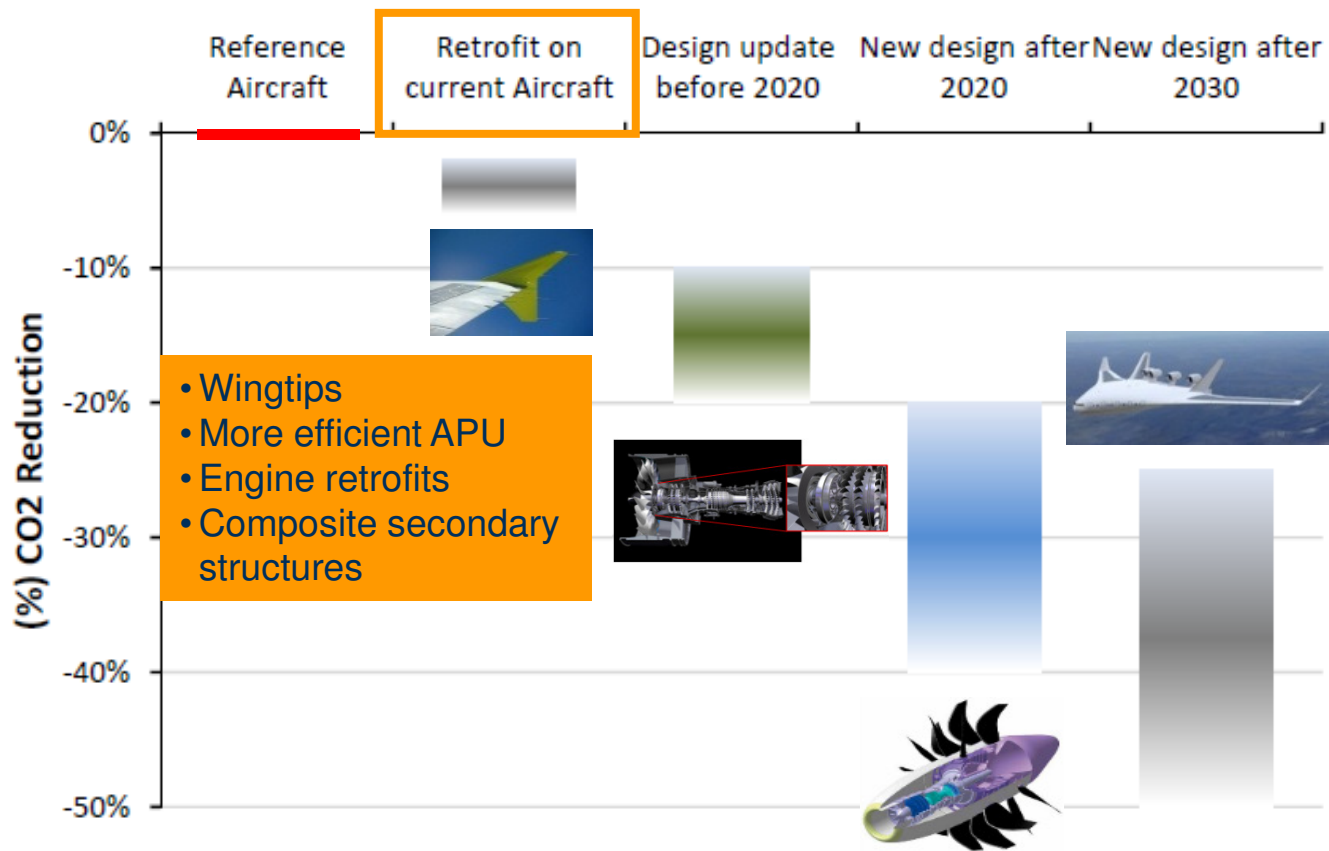 Reference
Aircraft
Retrofit on
current Aircraft
Design update
before 2020
New design after
2020
New design after
2030
(%) CO2 Reduction
0%
-10%
-20%
-30%
-40%
-50%
• Wingtips
• More efficient APU
• Engine retrofits
• Composite secondary
structures